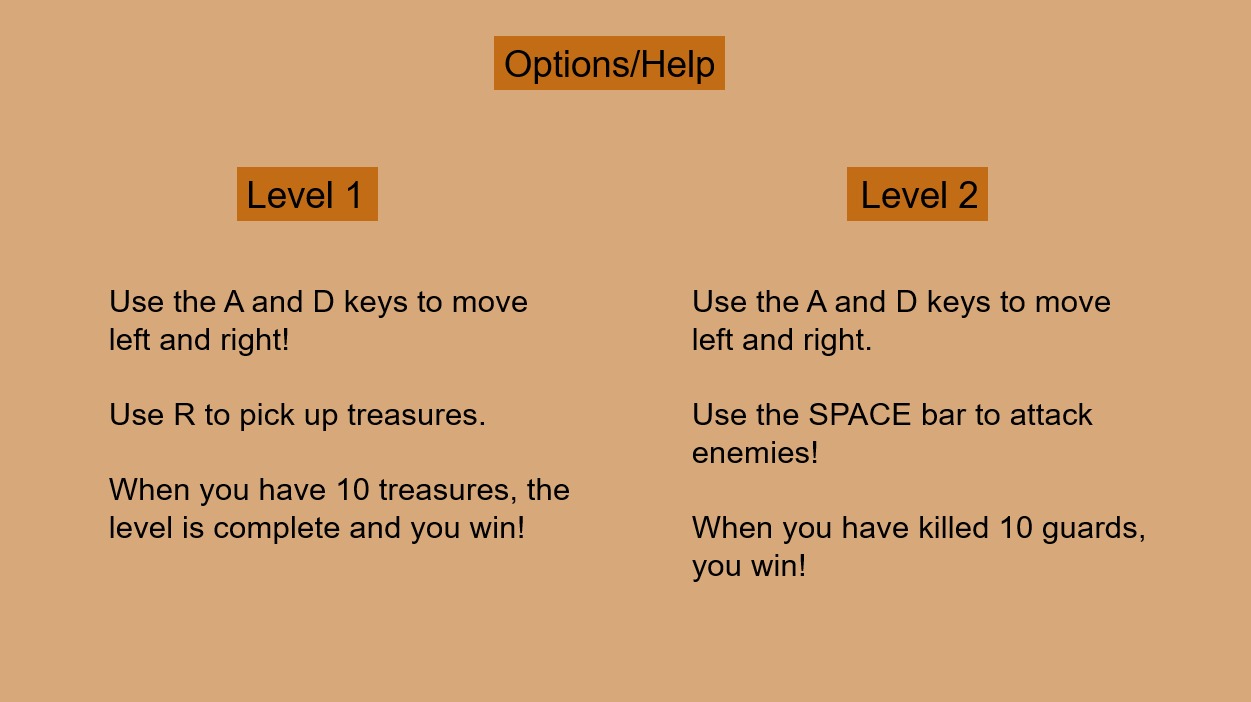 Options/Help
Level 1
Use the A and D keys to move
left and right!
Use R to pick up treasures.
When you have 10 treasures, the
level is complete and you win!
Level 2
Use the A and D keys to move
left and right.
Use the SPACE bar to attack
enemies!
When you have killed 10 guards,
you win!